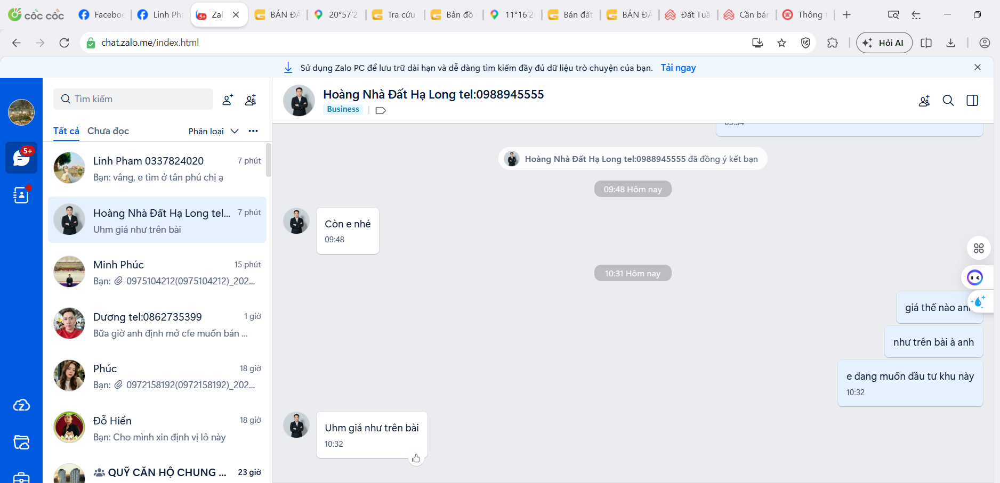 cốc cốc
Faceboo
Linh Pha
5+
Zal
BÁN ĐẤ
20°57'2
Tra cứu
Bản đồ
11°16'2
Bán đất
BÁN ĐẤ
Đất Tuầ
Cần bán
Thông t
chat.zalo.me/index.html
Hỏi AI
Sử dụng Zalo PC để lưu trữ dài hạn và dễ dàng tìm kiếm đầy đủ dữ liệu trò chuyện của bạn. Tải ngay
Tìm kiếm
Tất cả
Chưa đọc
Phân loại
5+
Linh Pham 0337824020
7 phút
Bạn: vâng, e tìm ở tân phú chị ạ
Hoàng Nhà Đất Hạ Long tel...
7 phút
Uhm giá như trên bài
Minh Phúc
15 phút
Bạn: 0975104212(0975104212)_202...
Dương tel:0862735399
1 giờ
Bữa giờ anh định mở cfe muốn bán ...
Phúc
18 giờ
Bạn: 0972158192(0972158192)_202...
Đỗ Hiển
18 giờ
Bạn: Cho mình xin định vị lô này
QUỸ CĂN HỘ CHUNG ...
23 giờ
Hoàng Nhà Đất Hạ Long tel:0988945555
Business
09:34
Hoàng Nhà Đất Hạ Long tel:0988945555 đã đồng ý kết bạn
09:48 Hôm nay
Còn e nhé
09:48
10:31 Hôm nay
giá thế nào anh
như trên bài à anh
e đang muốn đầu tư khu này
10:32
Uhm giá như trên bài
10:32